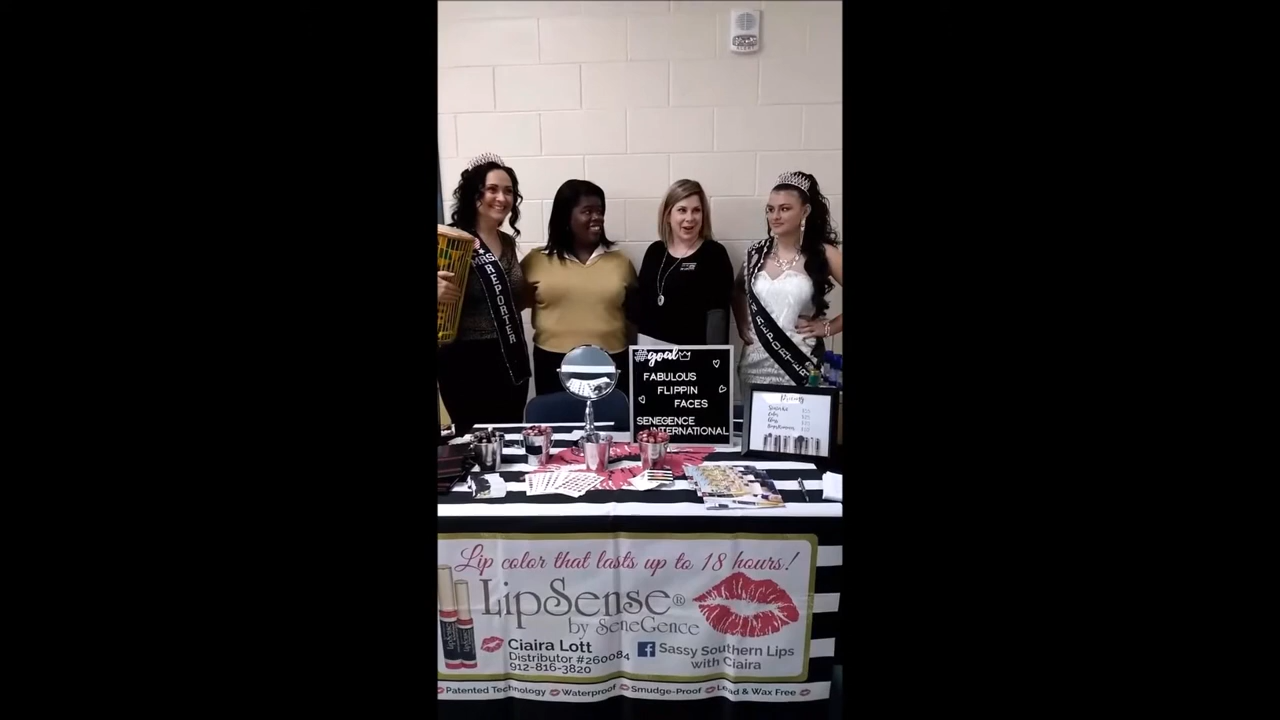 MRS. REPORTER
REPORTER
#goal
FABULOUS
FLIPPIN
FACES
SENEGENCE
INTERNATIONAL
Pricing
Lip color that lasts up to 18 hours!
LipSense®
by SeneGence
Ciaira Lott
Distributor #260084
912-816-3820
Sassy Southern Lips
with Ciaira
Patented Technology Waterproof Smudge-Proof Lead & Wax Free